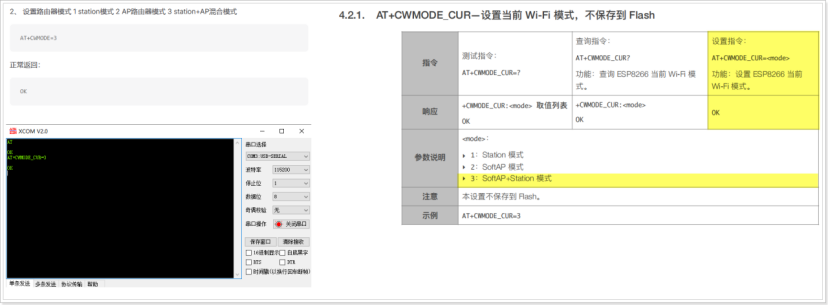 2、 设置路由器模式 1 station模式 2 AP路由器模式 3 station+AP混合模式
AT+CWMODE=3
正常返回:
OK
XCOM V2.0
AT
OK
AT+CWMODE_CUR=3
OK
串口选择
COM3:USB-SERIAL
波特率 115200
停止位 1
数据位 8
奇偶校验 无
串口操作 关闭串口
保存窗口 清除接收
16进制显示 白底黑字
RTS DTR
时间戳(以换行回车断帧)
单条发送 多条发送 协议传输 帮助
4.2.1. AT+CWMODE_CUR—设置当前 Wi-Fi 模式，不保存到 Flash
指令
测试指令:
AT+CWMODE_CUR=?
查询指令:
AT+CWMODE_CUR?
功能: 查询 ESP8266 当前 Wi-Fi 模
式。
设置指令:
AT+CWMODE_CUR=<mode>
功能: 设置 ESP8266 当前
Wi-Fi 模式。
响应
+CWMODE_CUR:<mode> 取值列表
OK
+CWMODE_CUR:<mode>
OK
OK
参数说明
<mode>:
1: Station 模式
2: SoftAP 模式
3: SoftAP+Station 模式
注意
本设置不保存到 Flash。
示例
AT+CWMODE_CUR=3